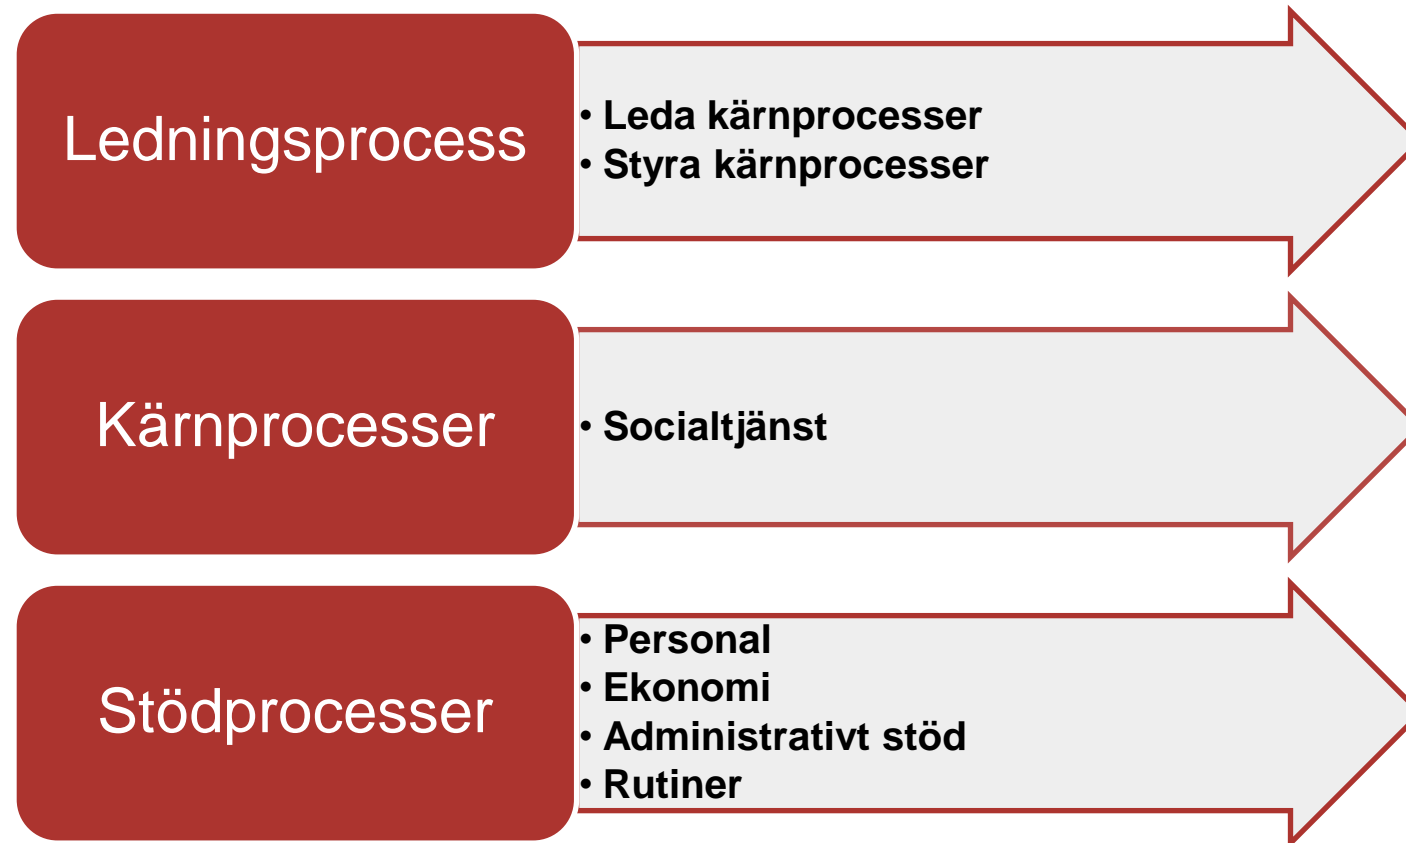 Ledningsprocess
• Leda kärnprocesser
• Styra kärnprocesser
Kärnprocesser
• Socialtjänst
Stödprocesser
• Personal
• Ekonomi
• Administrativt stöd
• Rutiner